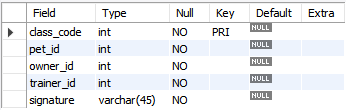 Field Type Null Key Default Extra
class_code int NO PRI NULL
pet_id int NO NULL
owner_id int NO NULL
trainer_id int NO NULL
signature varchar(45) NO NULL